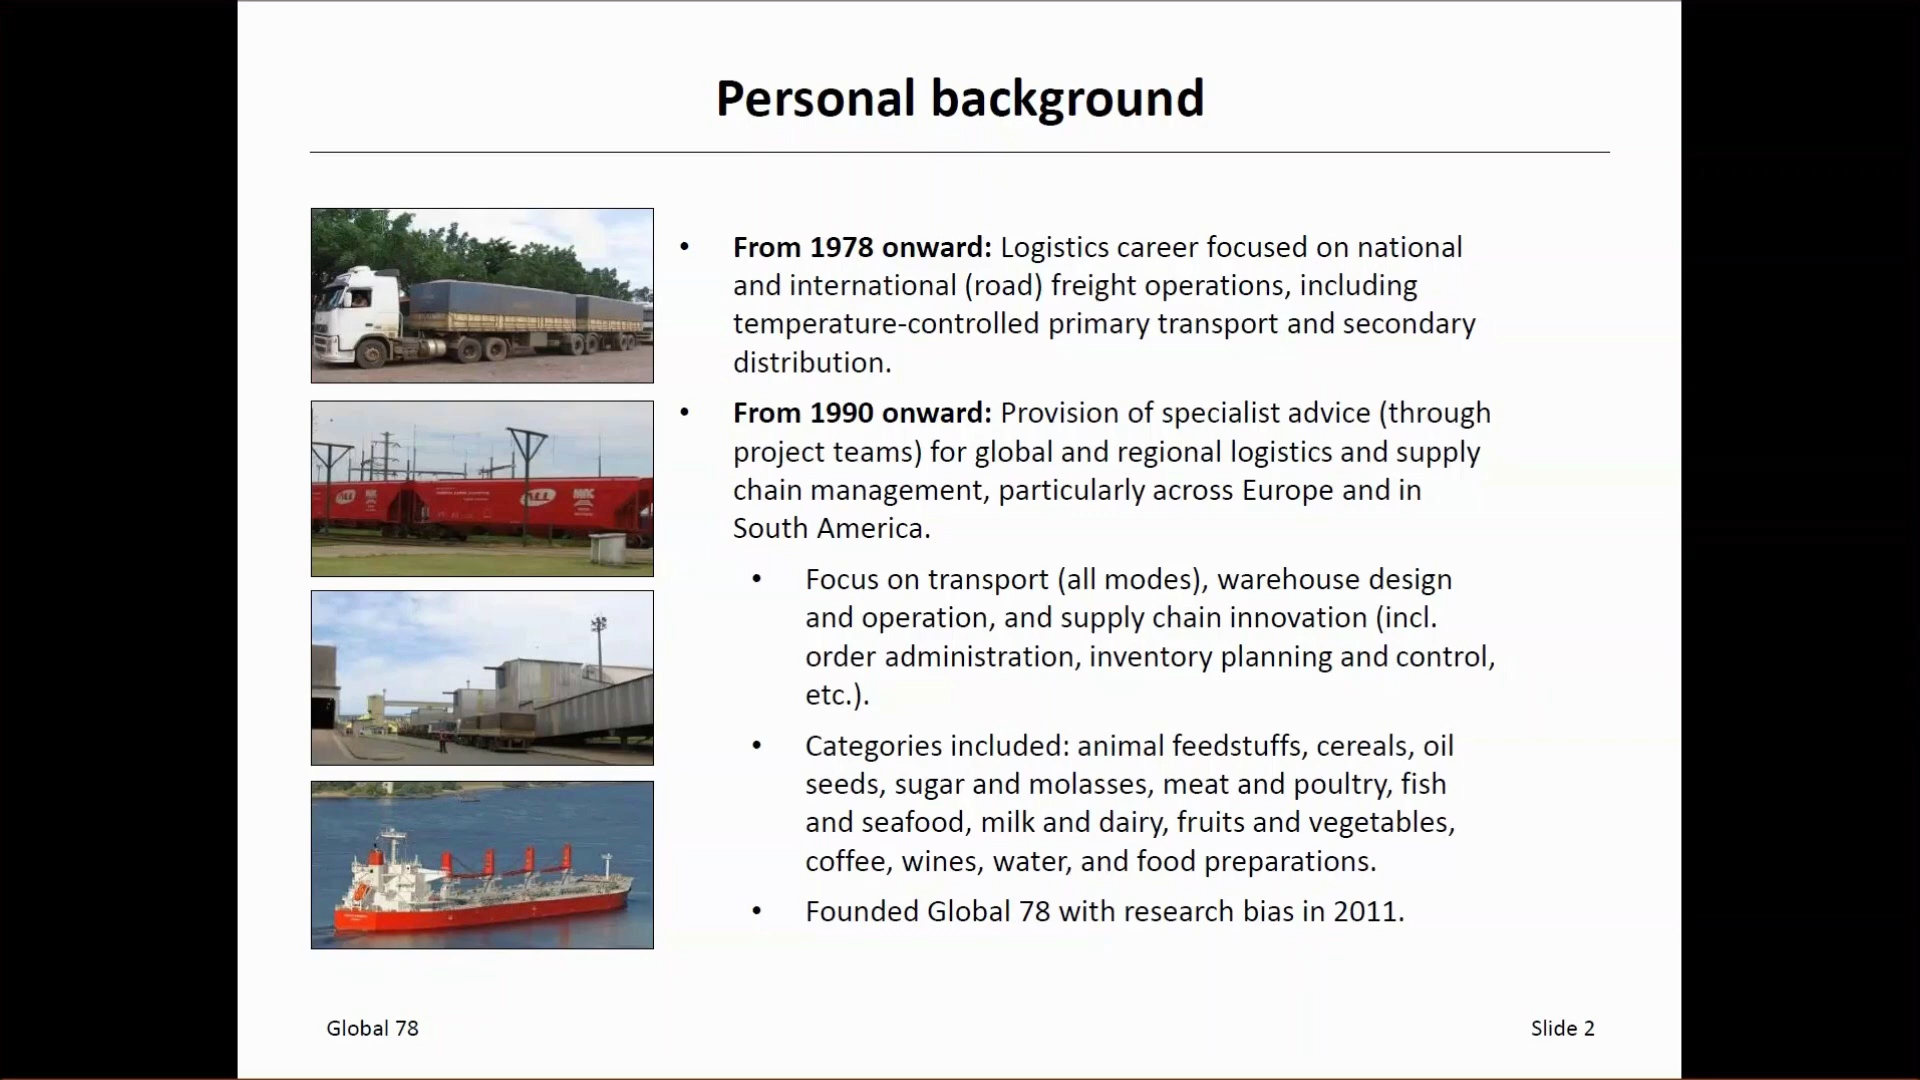 Personal background
• From 1978 onward: Logistics career focused on national
and international (road) freight operations, including
temperature-controlled primary transport and secondary
distribution.
• From 1990 onward: Provision of specialist advice (through
project teams) for global and regional logistics and supply
chain management, particularly across Europe and in
South America.
• Focus on transport (all modes), warehouse design
and operation, and supply chain innovation (incl.
order administration, inventory planning and control,
etc.).
• Categories included: animal feedstuffs, cereals, oil
seeds, sugar and molasses, meat and poultry, fish
and seafood, milk and dairy, fruits and vegetables,
coffee, wines, water, and food preparations.
• Founded Global 78 with research bias in 2011.
ALL
ALL
Global 78
Slide 2